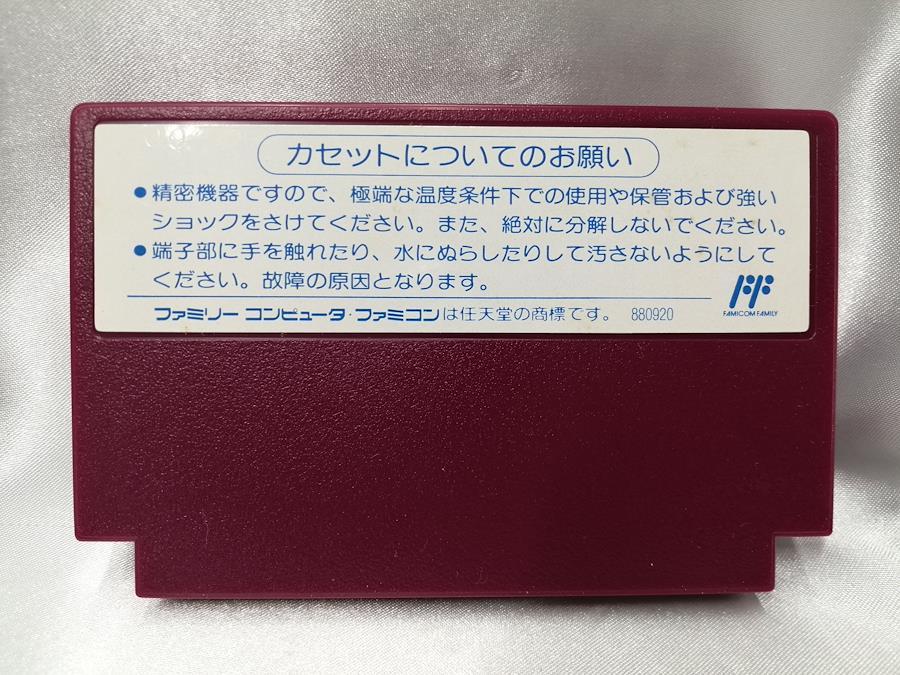 カセットについてのお願い
●精密機器ですので、極端な温度条件下での使用や保管および強い
ショックをさけてください。また、絶対に分解しないでください。
●端子部に手を触れたり、水にぬらしたりして汚さないようにして
ください。故障の原因となります。
ファミリー コンピュータ・ファミコンは任天堂の商標です。 880920
FAMICOM FAMILY